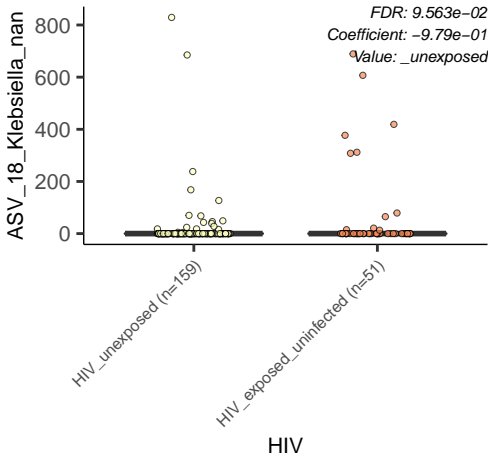 FDR: 9.563e−02
Coefficient: −9.79e−01
Value: _unexposed
ASV_18_Klebsiella_nan
800
600
400
200
0
HIV_unexposed (n=159)
HIV_exposed_uninfected (n=51)
HIV